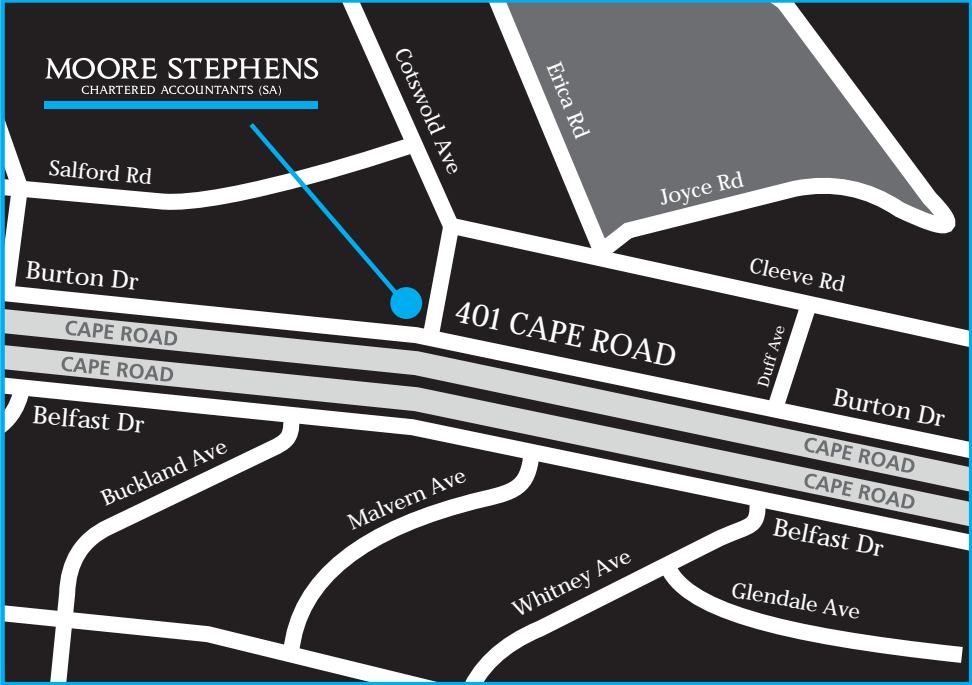 MOORE STEPHENS
CHARTERED ACCOUNTANTS (SA)
Cotswold Ave
Erica Rd
Salford Rd
Joyce Rd
Cleeve Rd
Burton Dr
401 CAPE ROAD
Duff Ave
CAPE ROAD
CAPE ROAD
Burton Dr
Belfast Dr
CAPE ROAD
CAPE ROAD
Buckland Ave
Malvern Ave
Belfast Dr
Whitney Ave
Glendale Ave